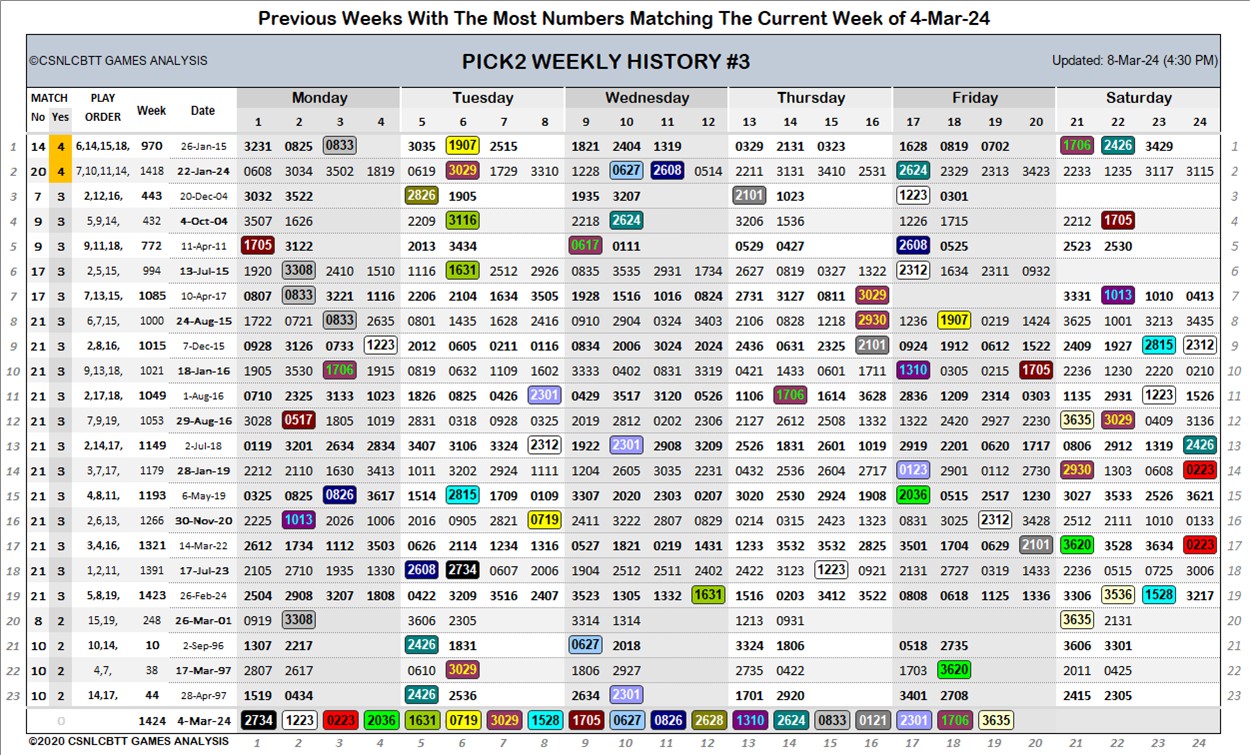 Previous Weeks With The Most Numbers Matching The Current Week of 4-Mar-24
©CSNLCBTT GAMES ANALYSIS PICK2 WEEKLY HISTORY #3 Updated: 8-Mar-24 (4:30 PM)
MATCH PLAY Week Date Monday Tuesday Wednesday Thursday Friday Saturday
No Yes ORDER 1 2 3 4 5 6 7 8 9 10 11 12 13 14 15 16 17 18 19 20 21 22 23 24
1 14 4 6,14,15,18, 970 26-Jan-15 3231 0825 0833 3035 1907 2515 1821 2404 1319 0329 2131 0323 1628 0819 0702 1706 2426 3429 1
2 20 4 7,10,11,14, 1418 22-Jan-24 0608 3034 3502 1819 0619 3029 1729 3310 1228 0627 2608 0514 2211 3131 3410 2531 2624 2329 2313 3423 2233 1235 3117 3115 2
3 7 3 2,12,16, 443 20-Dec-04 3032 3522 2826 1905 1935 3207 2101 1023 1223 0301 3
4 9 3 5,9,14, 432 4-Oct-04 3507 1626 2209 3116 2218 2624 3206 1536 1226 1715 2212 1705 4
5 9 3 9,11,18, 772 11-Apr-11 1705 3122 2013 3434 0617 0111 0529 0427 2608 0525 2523 2530 5
6 17 3 2,5,15, 994 13-Jul-15 1920 3308 2410 1510 1116 1631 2512 2926 0835 3535 2931 1734 2627 0819 0327 1322 2312 1634 2311 0932 6
7 17 3 7,13,15, 1085 10-Apr-17 0807 0833 3221 1116 2206 2104 1634 3505 1928 1516 1016 0824 2731 3127 0811 3029 3331 1013 1010 0413 7
8 21 3 6,7,15, 1000 24-Aug-15 1722 0721 0833 2635 0801 1435 1628 2416 0919 2904 0324 3403 2106 0828 1218 2930 1236 1907 0219 1424 3625 1001 3213 3435 8
9 21 3 2,8,16, 1015 7-Dec-15 0928 3126 0733 1223 2012 0605 0211 0116 0834 2006 3024 2024 2436 0631 2325 2101 0924 1912 0612 1522 2409 1927 2815 2312 9
10 21 3 9,13,18, 1021 18-Jan-16 1905 3530 1706 1915 0819 0632 1109 1602 3333 0402 0831 3319 0421 1433 0601 1711 1310 0305 0215 1705 2236 1230 2220 0210 10
11 21 3 2,17,18, 1049 1-Aug-16 0710 2325 3133 1023 1826 0825 0426 2301 0429 3517 3120 0526 1106 1706 1614 3628 2836 1209 2314 0303 1135 2931 1223 1526 11
12 21 3 7,9,19, 1053 29-Aug-16 3028 0517 1805 1019 2831 0318 0928 0325 2019 2812 0208 2306 2127 2612 2508 1332 1322 2420 2927 2230 3635 3029 0409 3136 12
13 21 3 2,14,17, 1149 2-Jul-18 0119 3201 2634 2834 3407 3106 3324 2312 1922 2301 2908 3209 2526 1831 2601 1019 2919 2201 0620 1717 1806 2912 1319 2426 13
14 21 3 3,7,17, 1179 28-Jan-19 2212 2110 1630 3413 1011 3202 2924 1111 1204 2605 3035 2231 0432 2536 2604 2717 0123 2901 0112 2730 2930 1303 0608 0223 14
15 21 3 4,8,11, 1193 6-May-19 0325 0825 0826 3617 1514 2815 1709 0109 3307 2020 2303 0207 3020 3530 2924 1908 2036 0515 2517 1230 3027 3533 2526 3621 15
16 21 3 2,6,13, 1266 30-Nov-20 2225 1013 2026 1006 2016 0905 2821 0719 2411 3222 2807 0829 0214 0315 2423 1323 0831 3025 2312 3428 2512 2111 1010 0133 16
17 21 3 3,4,16, 1321 14-Mar-22 2612 1734 1112 3503 0626 2114 1234 1316 0527 1821 0219 1431 1233 3532 3532 2825 3501 1704 0629 2101 3620 3528 3634 0223 17
18 21 3 1,2,11, 1391 17-Jul-23 2105 2710 1935 1330 2608 2734 0607 2006 1904 2512 2511 2402 2422 3123 1223 0921 2131 2727 0319 1433 2236 0515 0725 3006 18
19 21 3 5,8,19, 1423 26-Feb-24 2504 2908 3207 1808 0422 3209 3516 2407 3523 1305 1332 1631 1516 0203 3412 3522 0808 0618 1125 1336 3306 3536 1528 3217 19
20 8 2 15,19, 248 26-Mar-01 0919 3308 3606 2305 3314 1314 1213 0931 3635 2131 20
21 10 2 10,14, 10 2-Sep-96 1307 2217 2426 1831 0627 2018 3324 1806 0518 2735 3606 3301 21
22 10 2 4,7, 38 17-Mar-97 2807 2617 0610 3029 1806 2927 2735 0422 1703 3620 2011 0425 22
23 10 2 14,17, 44 28-Apr-97 1519 0434 2426 2536 2634 2301 1701 2920 3401 2708 2415 2305 23
0 1424 4-Mar-24 2734 1223 0223 2036 1631 0719 3029 1528 1705 0627 0826 2628 1310 2624 0833 0121 2301 1706 3635
©2020 CSNLCBTT GAMES ANALYSIS 1 2 3 4 5 6 7 8 9 10 11 12 13 14 15 16 17 18 19 20 21 22 23 24